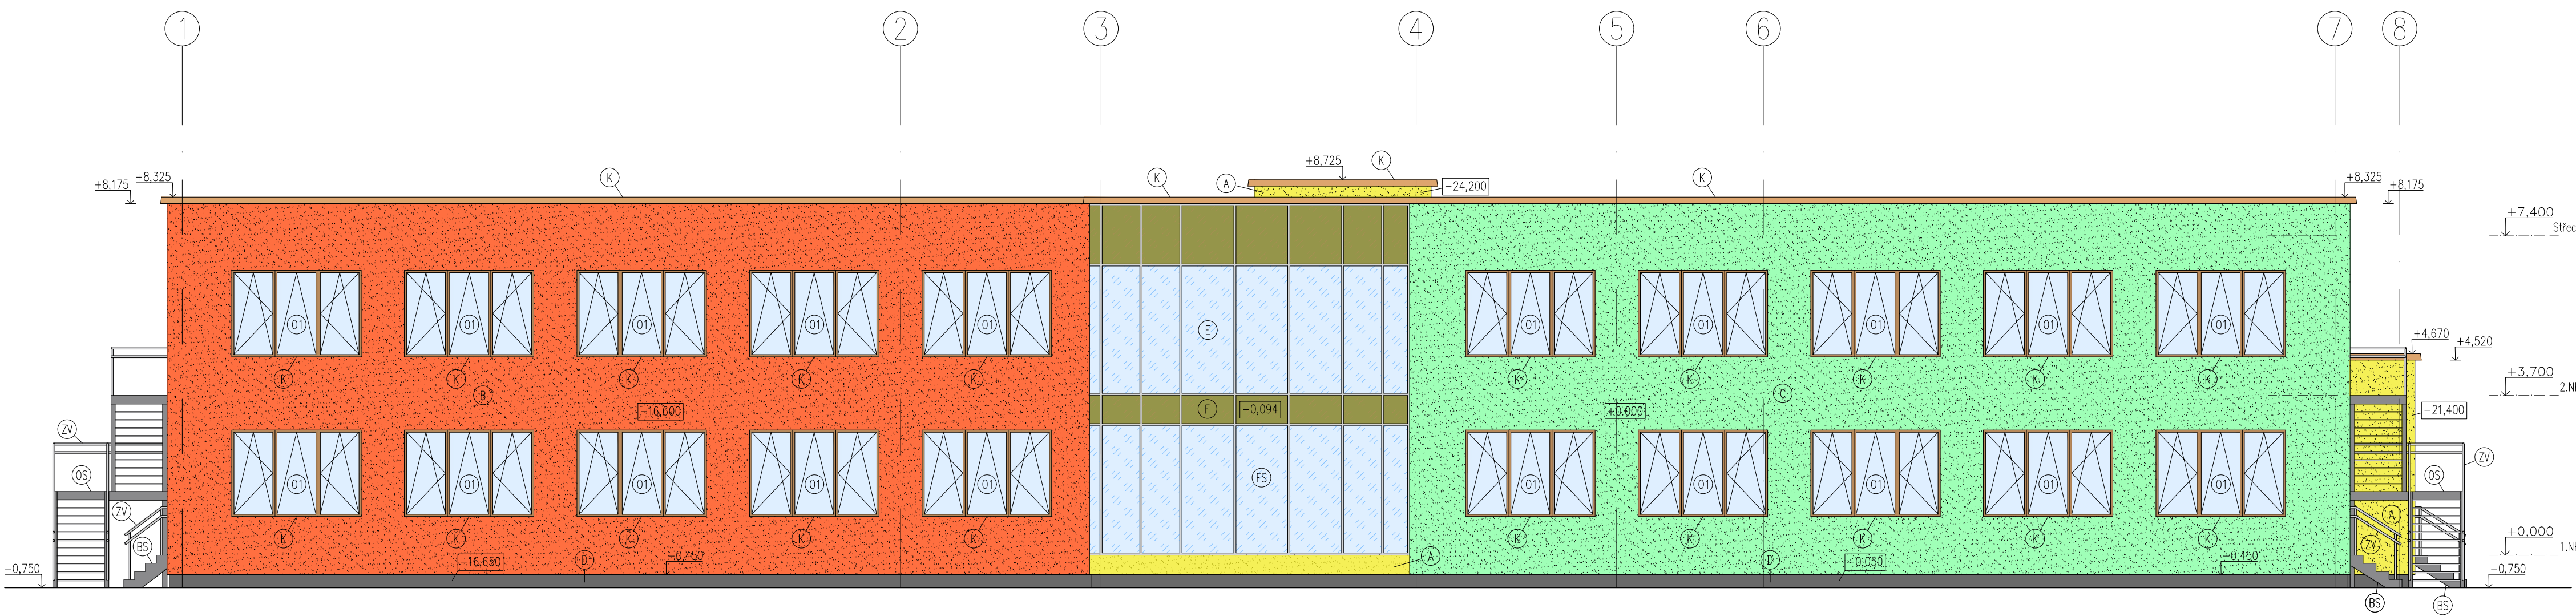 1 2 3 4 5 6 7 8
+8,725 K
A -24,200
+8,175 +8,325 K K K +8,325 +8,175
+7,400
Střec
01 01 01 01 01 01 01 01 01 01
E
+4,670 +4,520
K K K K K K K K K K
+3,700
2.N
B C
-16,600 F -0,094 +0.000 -21,400
ZV
01 01 01 01 01 01 01 01 01 01
ZV
OS FS OS
ZV A
K K K K K K K K K K
+0,000
1.N
BS ZV
-16,650 D -0,450 A D -0,050 -0,450
-0,750 -0,750
BS BS